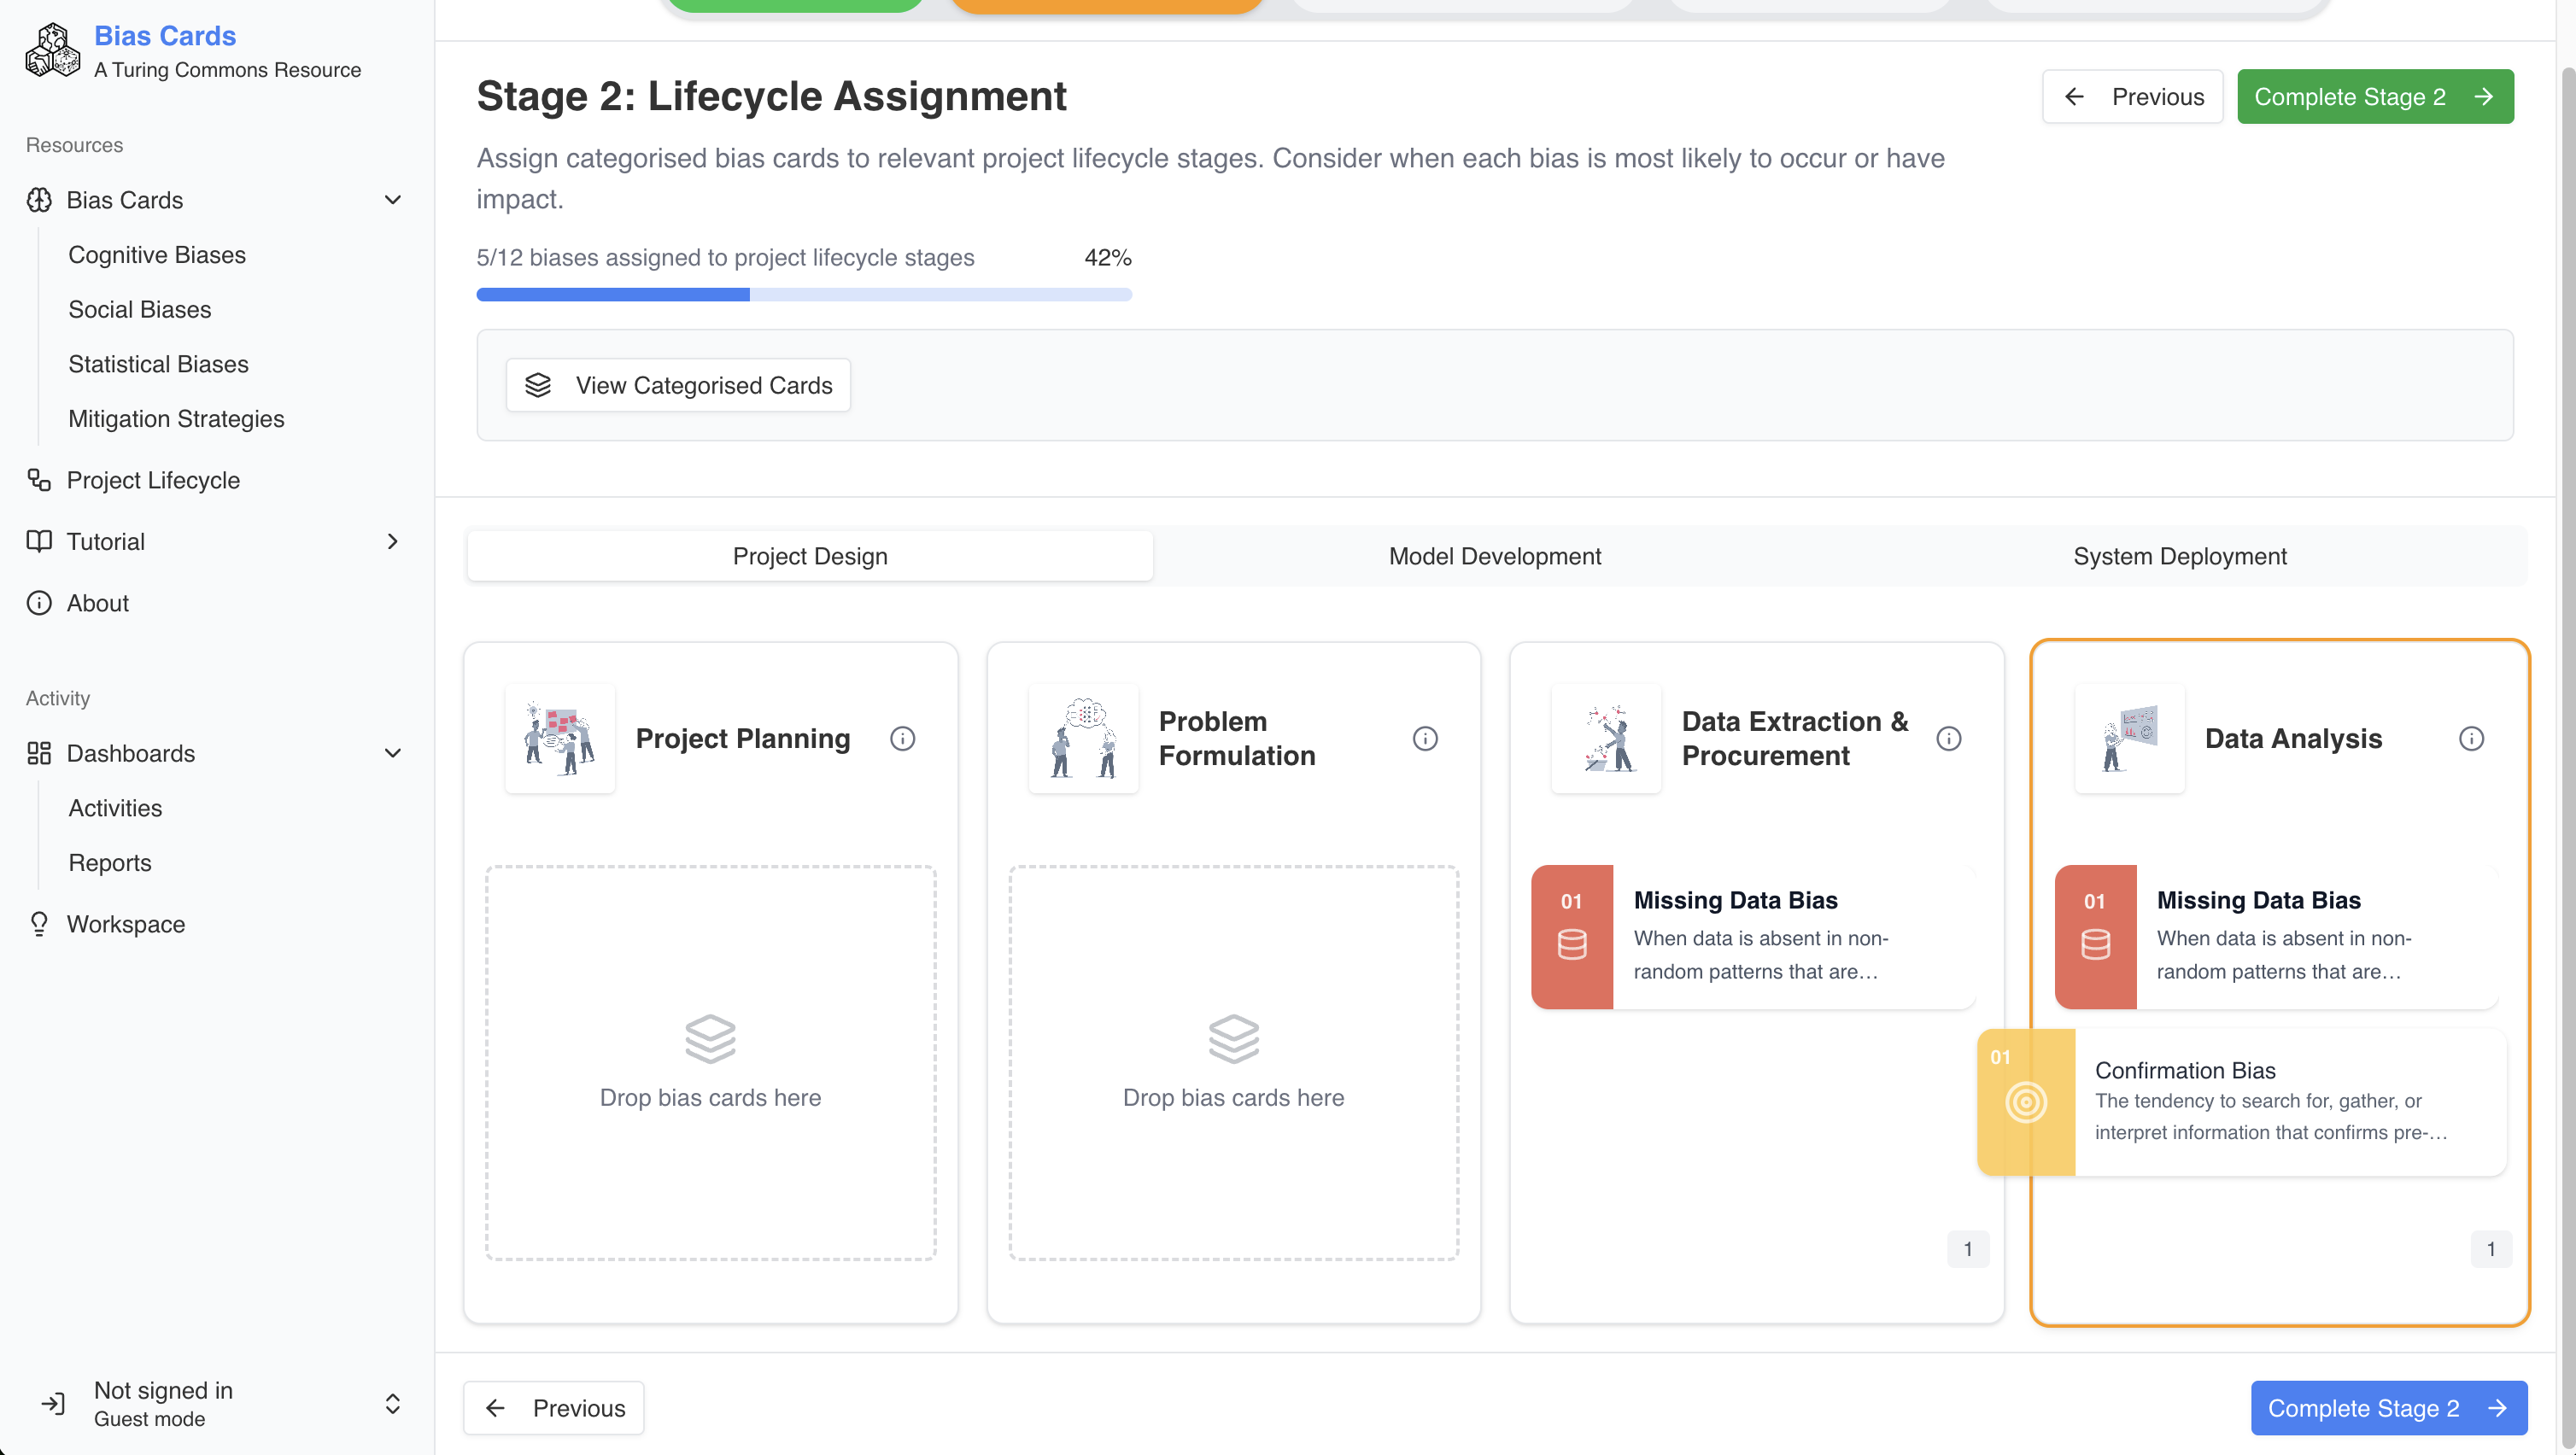 Bias Cards
A Turing Commons Resource
Resources
Bias Cards
Cognitive Biases
Social Biases
Statistical Biases
Mitigation Strategies
Project Lifecycle
Tutorial
About
Activity
Dashboards
Activities
Reports
Workspace
Not signed in
Guest mode
Stage 2: Lifecycle Assignment
Previous
Complete Stage 2
Assign categorised bias cards to relevant project lifecycle stages. Consider when each bias is most likely to occur or have
impact.
5/12 biases assigned to project lifecycle stages
42%
View Categorised Cards
Project Design
Model Development
System Deployment
Project Planning
Drop bias cards here
Problem
Formulation
Drop bias cards here
Data Extraction &
Procurement
01
Missing Data Bias
When data is absent in non-
random patterns that are…
1
Data Analysis
01
Missing Data Bias
When data is absent in non-
random patterns that are…
01
Confirmation Bias
The tendency to search for, gather, or
interpret information that confirms pre-…
1
Previous
Complete Stage 2